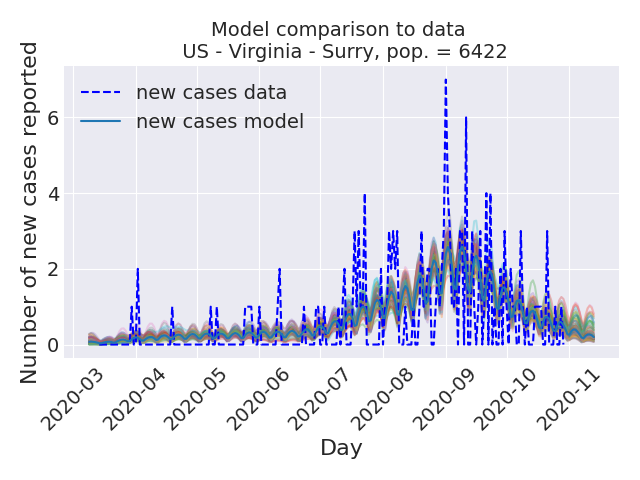 Model comparison to data
US - Virginia - Surry, pop. = 6422
new cases data
new cases model
Number of new cases reported
6
4
2
0
2020-03
2020-04
2020-05
2020-06
2020-07
2020-08
2020-09
2020-10
2020-11
Day